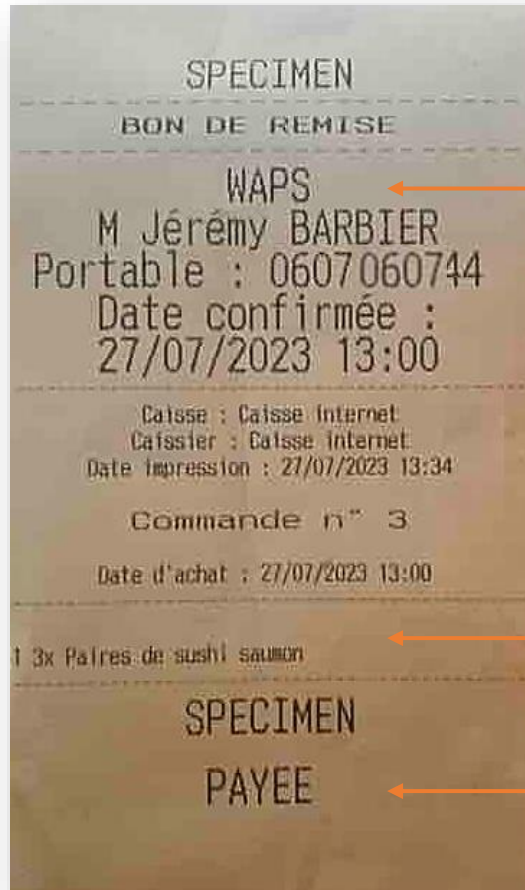 SPECIMEN
BON DE REMISE
WAPS
M Jérémy BARBIER
Portable : 0607060744
Date confirmée :
27/07/2023 13:00
Caisse : Caisse internet
Caissier : Caisse internet
Date impression : 27/07/2023 13:34
Commande n° 3
Date d'achat : 27/07/2023 13:00
1 3x Paires de sushi saumon
SPECIMEN
PAYEE